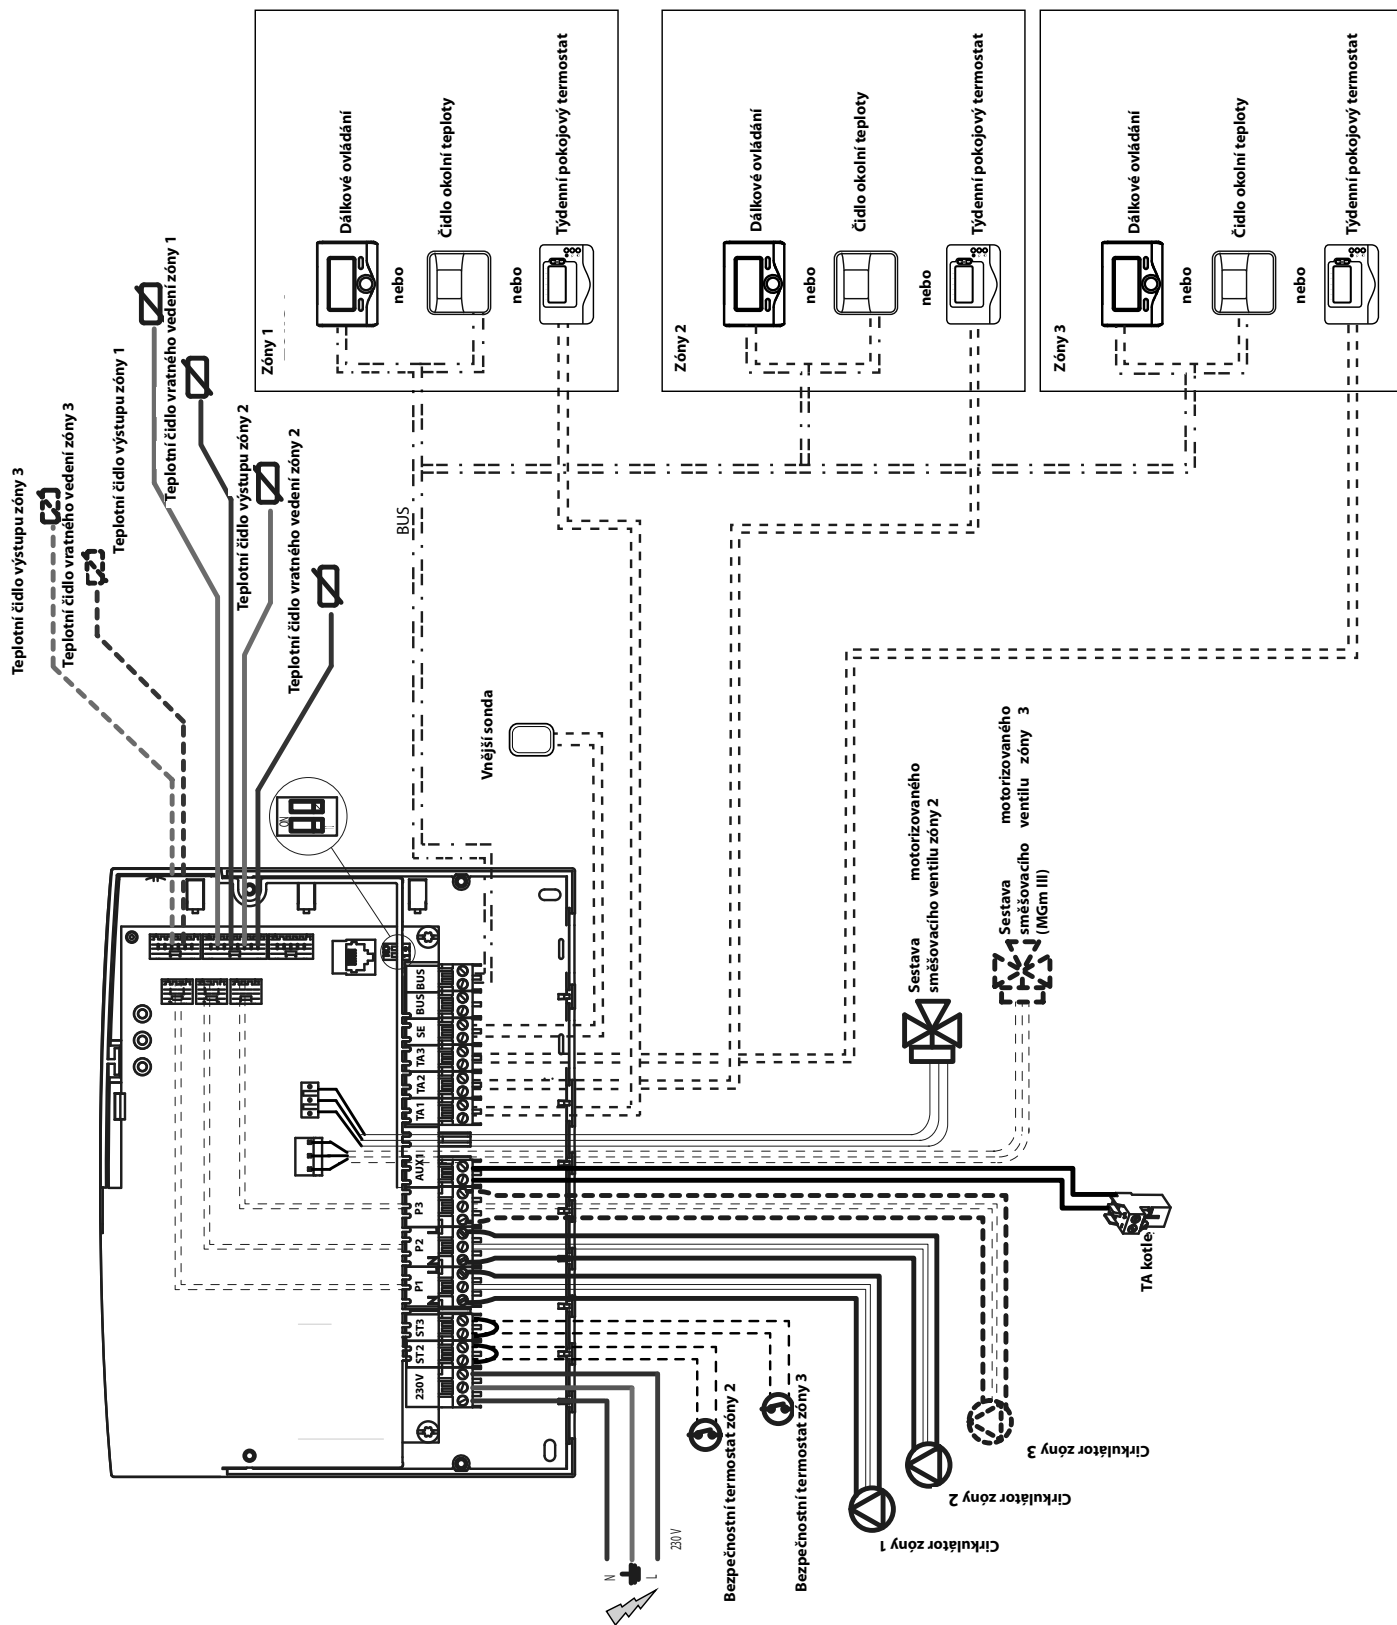 Zóny 1
Dálkové ovládání
nebo
Čidlo okolní teploty
nebo
Týdenní pokojový termostat
Zóny 2
Dálkové ovládání
nebo
Čidlo okolní teploty
nebo
Týdenní pokojový termostat
Zóny 3
Dálkové ovládání
nebo
Čidlo okolní teploty
nebo
Týdenní pokojový termostat
Teplotní čidlo výstupu zóny 3
Teplotní čidlo vratného vedení zóny 3
Teplotní čidlo výstupu zóny 1
Teplotní čidlo vratného vedení zóny 1
Teplotní čidlo výstupu zóny 2
Teplotní čidlo vratného vedení zóny 2
BUS
Vnější sonda
ON
Sestava motorizovaného
směšovacího ventilu zóny 2
Sestava motorizovaného
směšovacího ventilu zóny 3
(MGm III)
230V
ST2
ST3
P1
P2
P3
AUX1
TA1
TA2
TA3
SE
BUS
BUS
N
L
N
L
TA kotle
N
L
230 V
Bezpečnostní termostat zóny 2
Bezpečnostní termostat zóny 3
Cirkulátor zóny 1
Cirkulátor zóny 2
Cirkulátor zóny 3